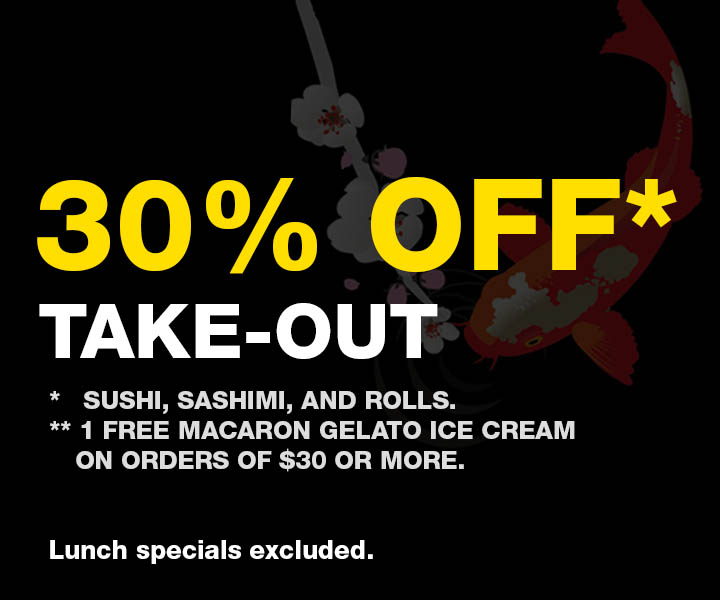 30% OFF*
TAKE-OUT
* SUSHI, SASHIMI, AND ROLLS.
** 1 FREE MACARON GELATO ICE CREAM
ON ORDERS OF $30 OR MORE.
Lunch specials excluded.